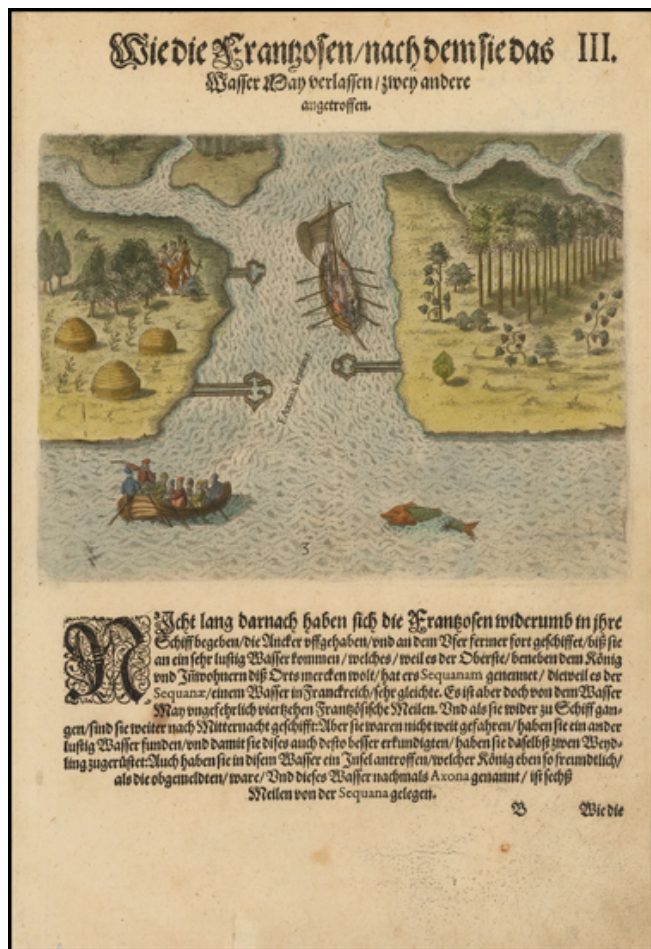 Wie die Frantzosen/nach dem sie das III.
Wasser May verlassen/zwey andere
angetroffen.
F. Axona
3
NIcht lang darnach haben sich die Frantzosen widerumb in ihre
Schiff begeben/die Ancker vffgehaben/vnd an dem Vfer ferrner fort geschiffet/biß sie
an ein sehr lustig Wasser kommen/welches/weil es der Oberste/beneben dem König
vnd Jnwohnern diß Orts mercken wolt/hat ers Sequanam genennet/dieweil es der
Sequanæ/einem Wasser in Franckreich/sehr gleichte. Es ist aber doch von dem Wasser
May vngefehrlich viertzehen Frantzösische Meilen. Vnd als sie wider zu Schiff gan-
gen/sind sie weiter nach Mitternacht geschifft: Aber sie waren nicht weit gefahren/haben sie ein ander
lustig Wasser funden/vnd damit sie dises auch desto besser erkundigten/haben sie daselbst zwen Weyd-
ling zugerüstet: Auch haben sie in disem Wasser ein Jnsel antroffen/welcher König eben so freundtlich/
als die obgemeldten/ware/Vnd dieses Wasser nachmals Axona genannt/ist sechß
Meilen von der Sequana gelegen.
B Wie die